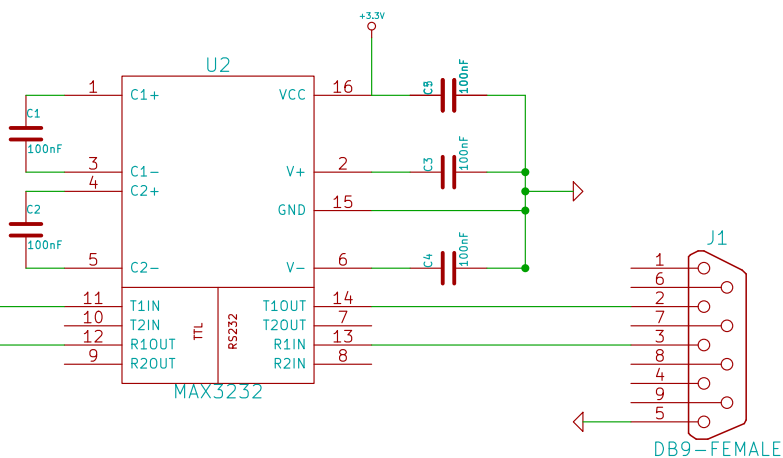 +3.3V
U2
1 C1+ VCC 16
100nF
C1
100nF
3 C1- V+ 2
C3
100nF
4 C2+
C2
100nF
GND 15
5 C2- V- 6
C4
100nF
J1
11 T1IN T1OUT 14
10 T2IN T2OUT 7
12 R1OUT R1IN 13
9 R2OUT R2IN 8
TTL
RS232
MAX3232
1
6
2
7
3
8
4
9
5
DB9-FEMALE